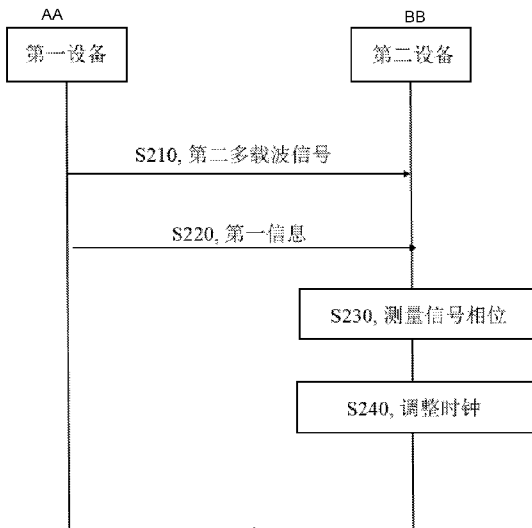 AA
BB
第一设备
第二设备
S210, 第二多载波信号
S220, 第一信息
S230, 测量信号相位
S240, 调整时钟